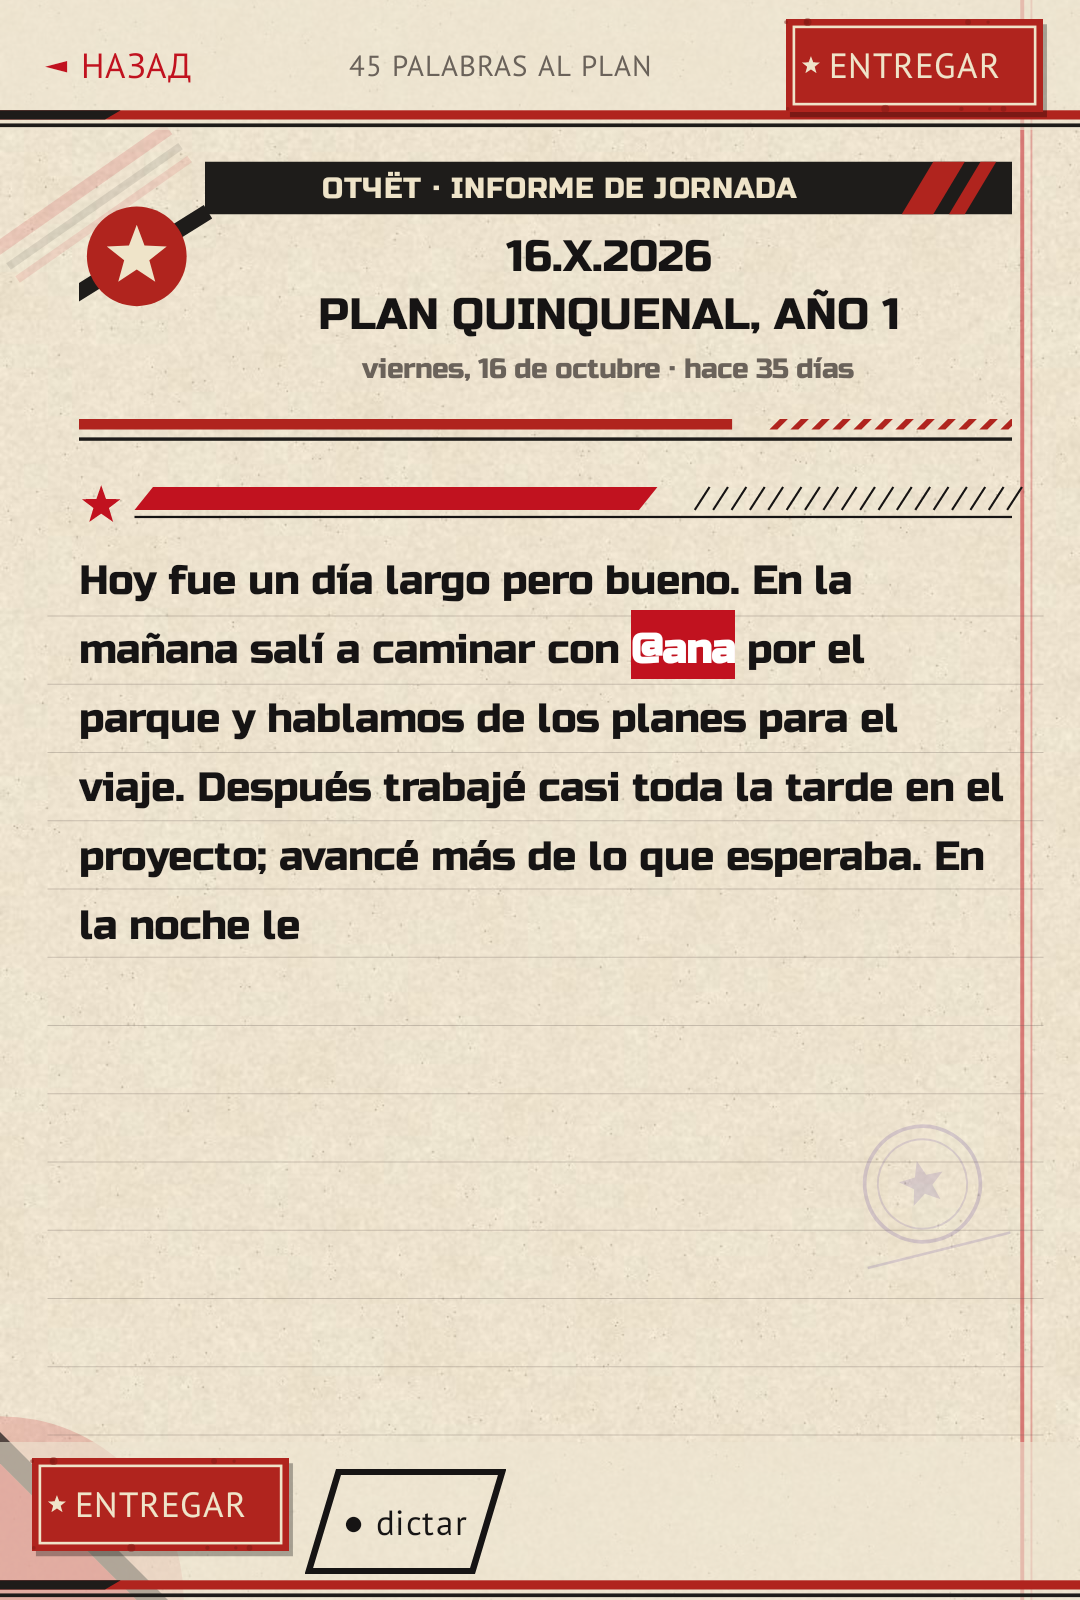 ◄ НАЗАД
45 PALABRAS AL PLAN
★ ENTREGAR
ОТЧЁТ · INFORME DE JORNADA
16.X.2026
PLAN QUINQUENAL, AÑO 1
viernes, 16 de octubre · hace 35 días
Hoy fue un día largo pero bueno. En la
mañana salí a caminar con @ana por el
parque y hablamos de los planes para el
viaje. Después trabajé casi toda la tarde en el
proyecto; avancé más de lo que esperaba. En
la noche le
★ ENTREGAR
● dictar